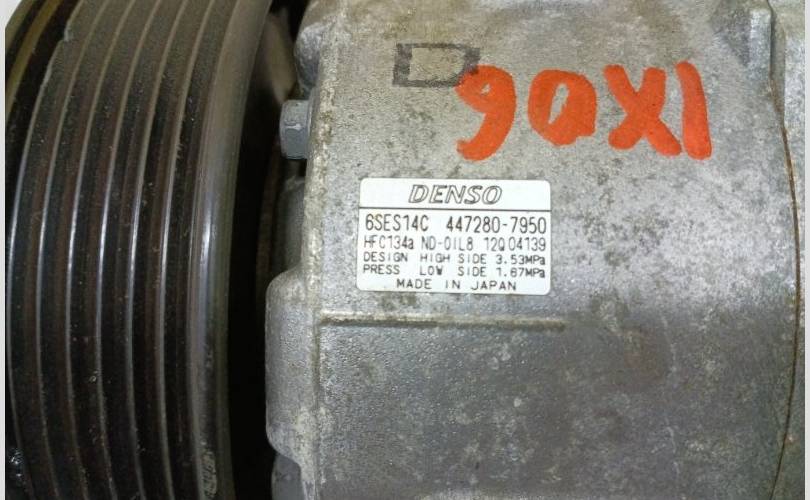 90X1
DENSO
6SES14C 447280-7950
HFC134a ND-OIL8 12Q04139
DESIGN HIGH SIDE 3.53MPa
PRESS LOW SIDE 1.67MPa
MADE IN JAPAN